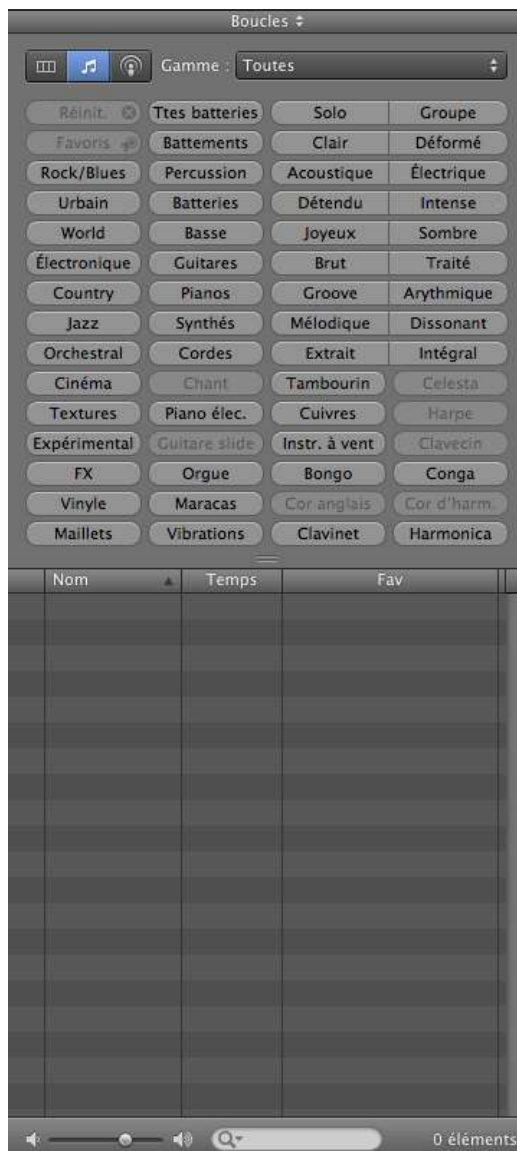 Boucles
Gamme : Toutes
Réinit. Ttes batteries Solo Groupe
Favoris Battements Clair Déformé
Rock/Blues Percussion Acoustique Électrique
Urbain Batteries Détendu Intense
World Basse Joyeux Sombre
Électronique Guitares Brut Traité
Country Pianos Groove Arythmique
Jazz Synthés Mélodique Dissonant
Orchestral Cordes Extrait Intégral
Cinéma Chant Tambourin Celesta
Textures Piano élec. Cuivres Harpe
Expérimental Guitare slide Instr. à vent Clavecin
FX Orgue Bongo Conga
Vinyle Maracas Cor anglais Cor d'harm.
Maillets Vibrations Clavinet Harmonica
Nom Temps Fav
0 éléments